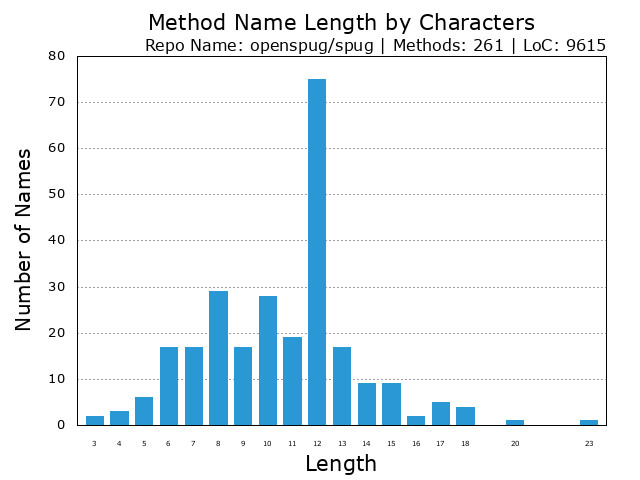 Method Name Length by Characters
Repo Name: openspug/spug | Methods: 261 | LoC: 9615
80
70
60
50
40
30
20
10
0
Number of Names
3 4 5 6 7 8 9 10 11 12 13 14 15 16 17 18 20 23
Length